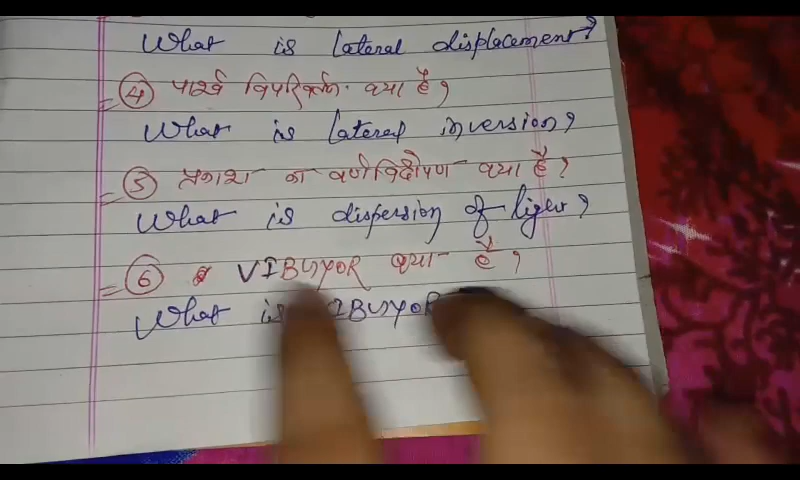 What is lateral displacement?
④ पार्श्व विपरिवर्तन क्या है?
What is lateral inversion?
⑤ प्रकाश का वर्ण विक्षेपण क्या है?
What is dispersion of light?
⑥ VIBGYOR क्या है?
What is VIBGYOR